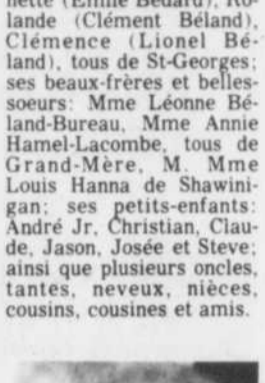 nette (Émile Bédard), Ro-
lande (Clément Béland),
Clémence (Lionel Bé-
land), tous de St-Georges;
ses beaux-frères et belles-
soeurs: Mme Léonne Bé-
land-Bureau, Mme Annie
Hamel-Lacombe, tous de
Grand-Mère, M. Mme
Louis Hanna de Shawini-
gan; ses petits-enfants:
André Jr, Christian, Clau-
de, Jason, Josée et Steve;
ainsi que plusieurs oncles,
tantes, neveux, nièces,
cousins, cousines et amis.